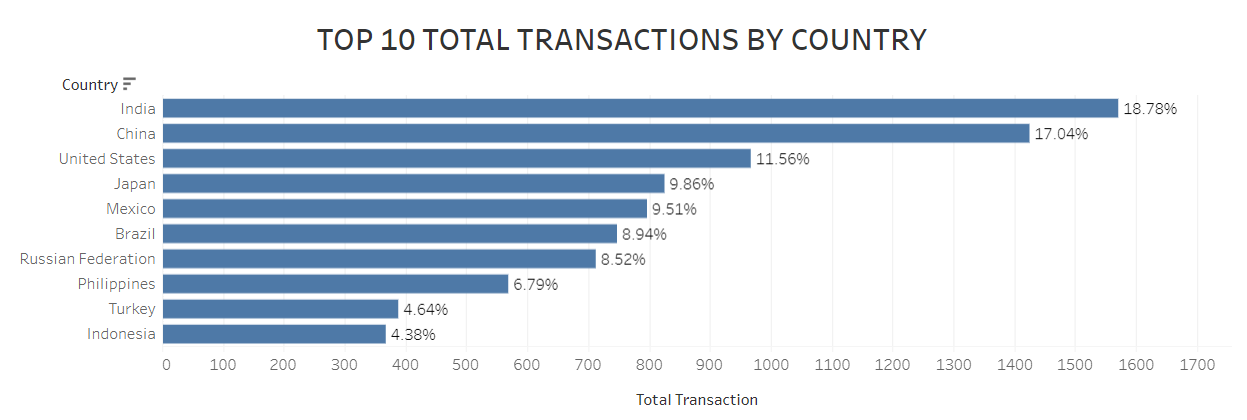 TOP 10 TOTAL TRANSACTIONS BY COUNTRY
Country
India 18.78%
China 17.04%
United States 11.56%
Japan 9.86%
Mexico 9.51%
Brazil 8.94%
Russian Federation 8.52%
Philippines 6.79%
Turkey 4.64%
Indonesia 4.38%
0 100 200 300 400 500 600 700 800 900 1000 1100 1200 1300 1400 1500 1600 1700
Total Transaction